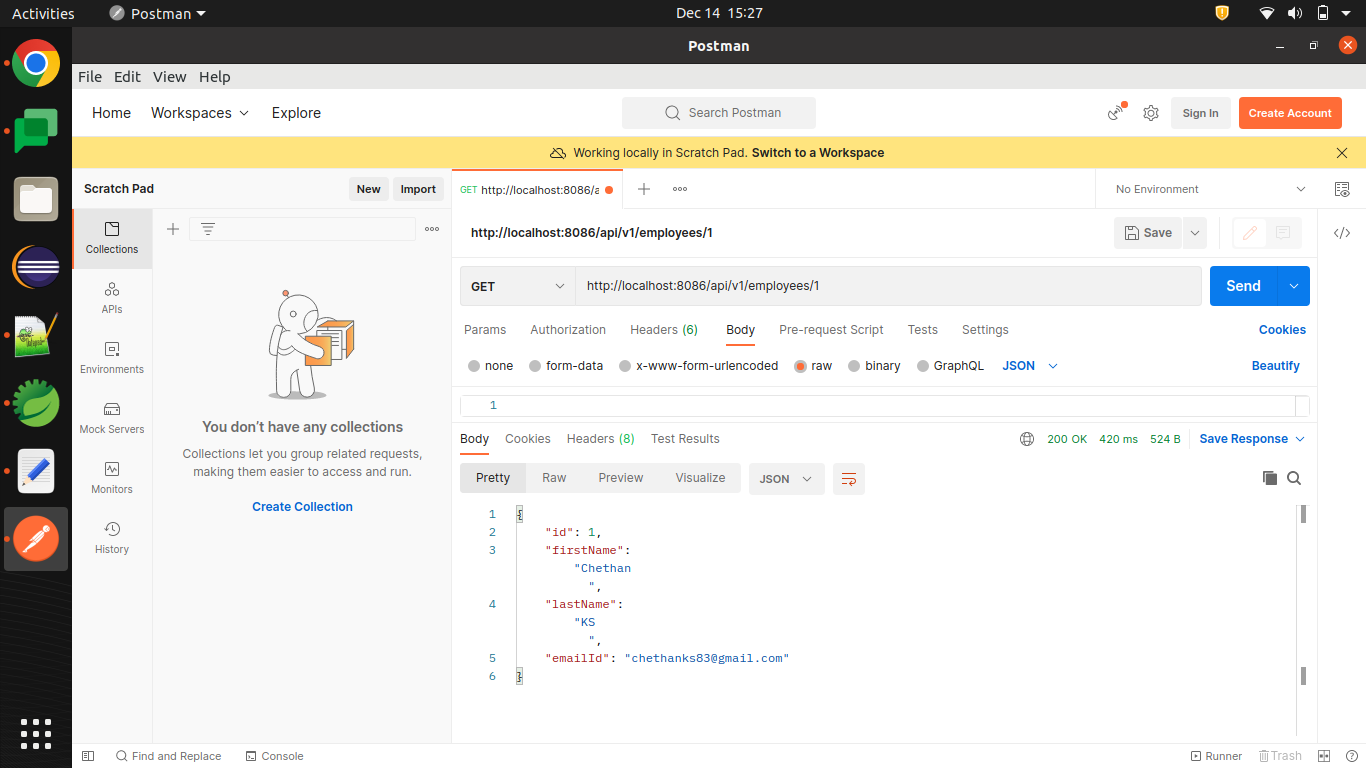 Activities
Postman
Dec 14 15:27
Postman
File Edit View Help
Home Workspaces Explore
Search Postman
Sign In
Create Account
Working locally in Scratch Pad. Switch to a Workspace
Scratch Pad
New
Import
GET http://localhost:8086/a
No Environment
Collections
APIs
Environments
Mock Servers
Monitors
History
You don't have any collections
Collections let you group related requests,
making them easier to access and run.
Create Collection
http://localhost:8086/api/v1/employees/1
Save
GET
http://localhost:8086/api/v1/employees/1
Send
Params Authorization Headers (6) Body Pre-request Script Tests Settings
Cookies
none form-data x-www-form-urlencoded raw binary GraphQL JSON
Beautify
1
Body Cookies Headers (8) Test Results
200 OK 420 ms 524 B Save Response
Pretty Raw Preview Visualize JSON
1 {
2 "id": 1,
3 "firstName":
"Chethan
",
4 "lastName":
"KS
",
5 "emailId": "chethanks83@gmail.com"
6 }
Find and Replace Console
Runner Trash